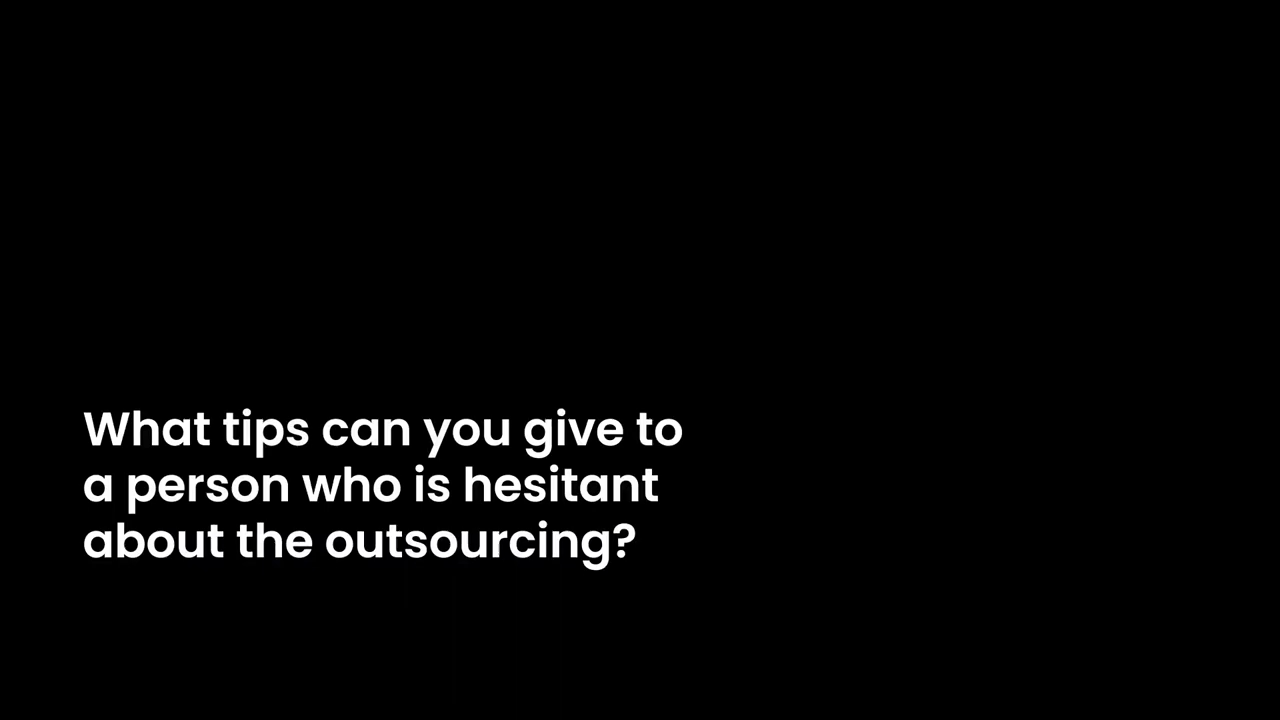 What tips can you give to
a person who is hesitant
about the outsourcing?